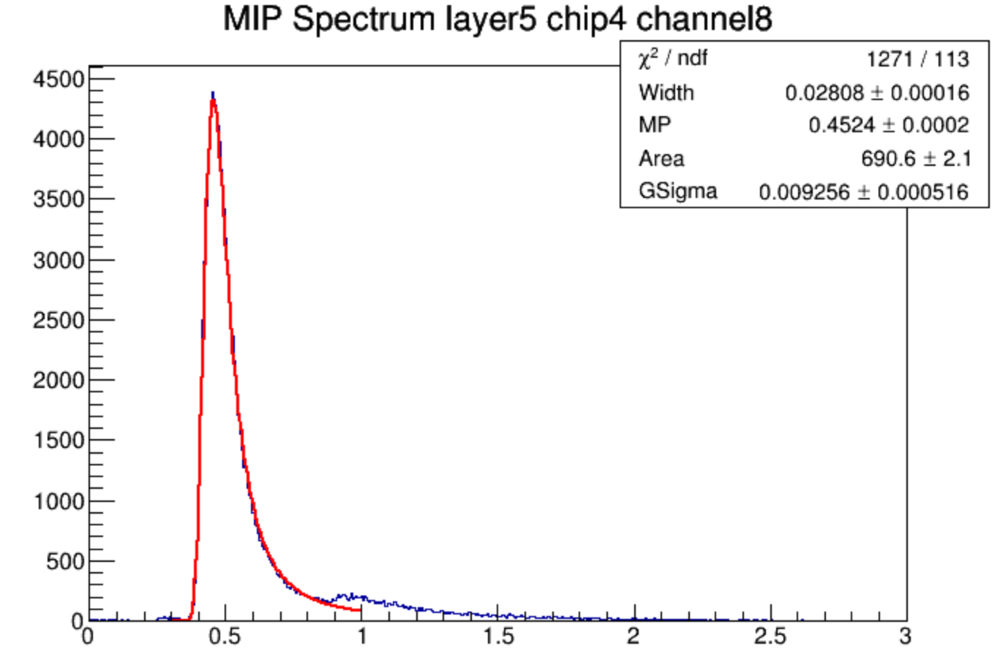 MIP Spectrum layer5 chip4 channel8
χ² / ndf 1271 / 113
Width 0.02808 ± 0.00016
MP 0.4524 ± 0.0002
Area 690.6 ± 2.1
GSigma 0.009256 ± 0.000516
4500
4000
3500
3000
2500
2000
1500
1000
500
0
0 0.5 1 1.5 2 2.5 3